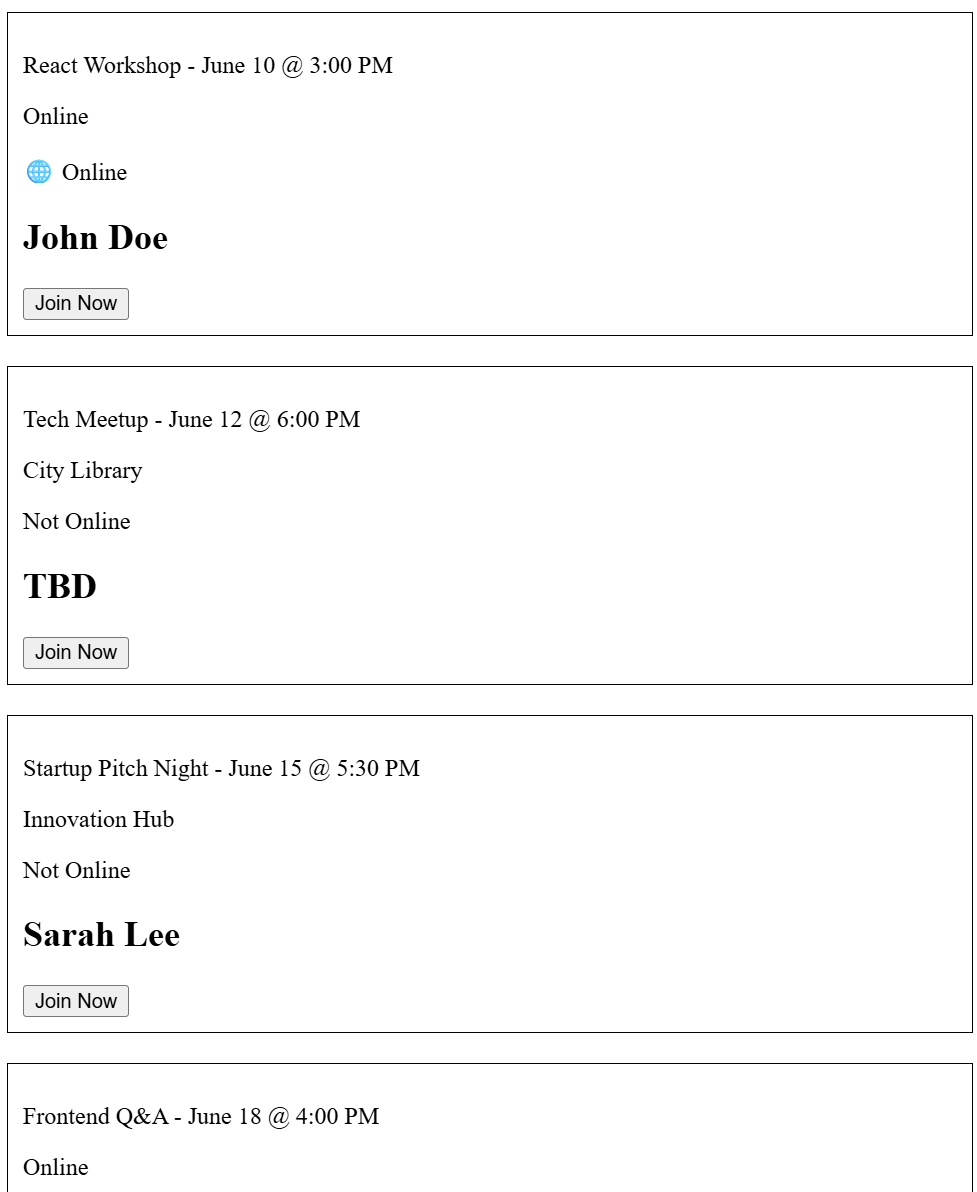 React Workshop - June 10 @ 3:00 PM
Online
🌐 Online
John Doe
Join Now
Tech Meetup - June 12 @ 6:00 PM
City Library
Not Online
TBD
Join Now
Startup Pitch Night - June 15 @ 5:30 PM
Innovation Hub
Not Online
Sarah Lee
Join Now
Frontend Q&A - June 18 @ 4:00 PM
Online